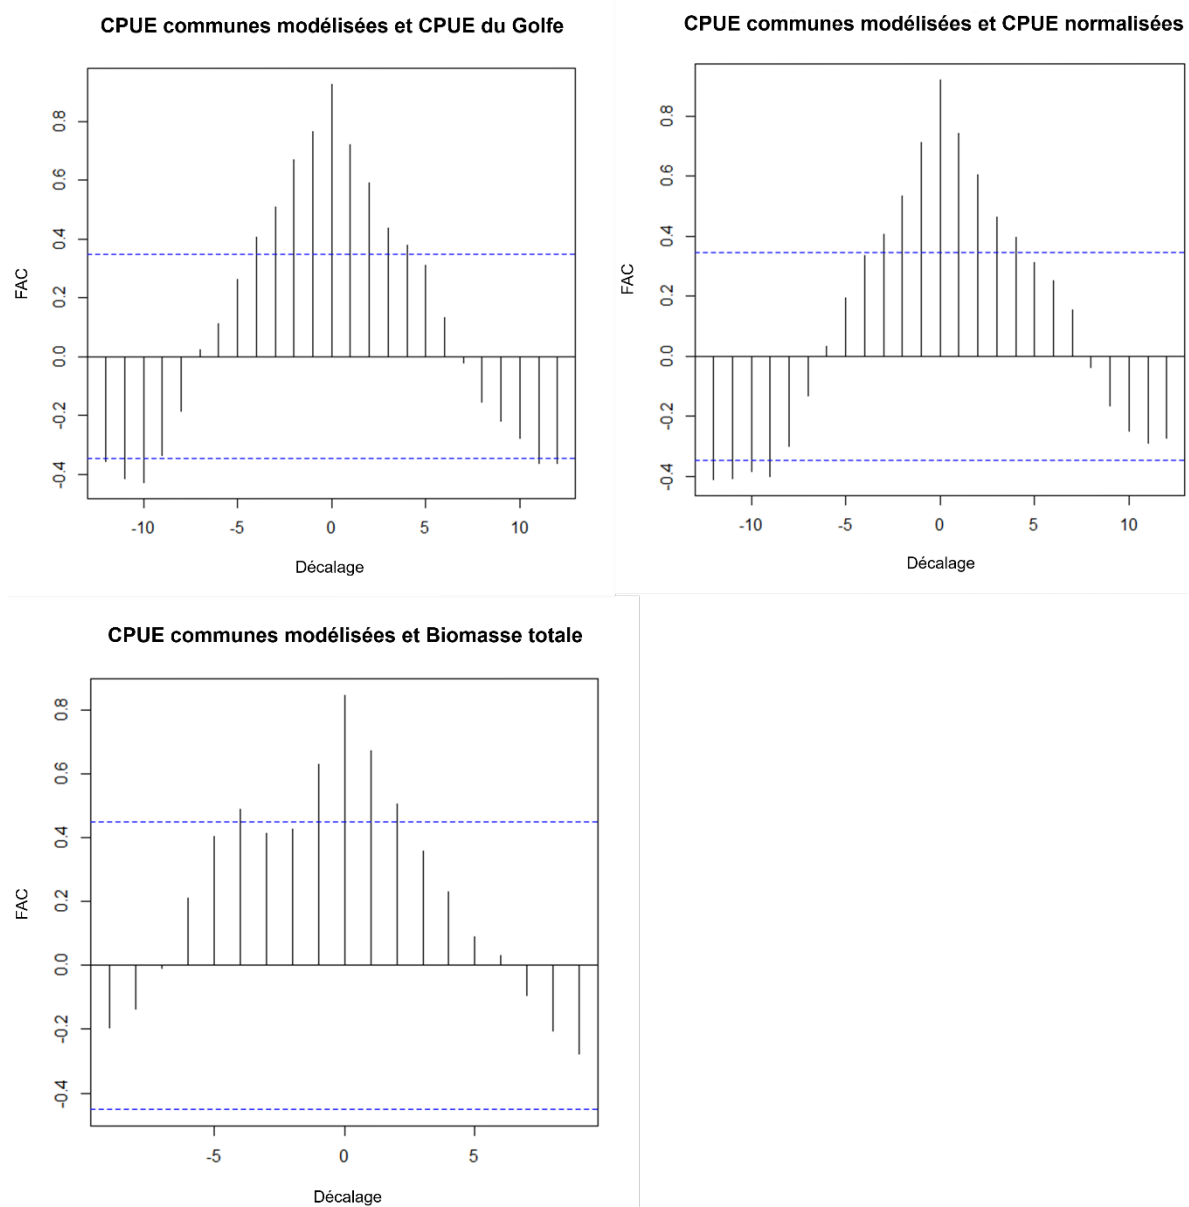 CPUE communes modélisées et CPUE du Golfe
FAC
0.8
0.6
0.4
0.2
0.0
-0.2
-0.4
-10 -5 0 5 10
Décalage
CPUE communes modélisées et CPUE normalisées
FAC
0.8
0.6
0.4
0.2
0.0
-0.2
-0.4
-10 -5 0 5 10
Décalage
CPUE communes modélisées et Biomasse totale
FAC
0.8
0.6
0.4
0.2
0.0
-0.2
-0.4
-5 0 5
Décalage